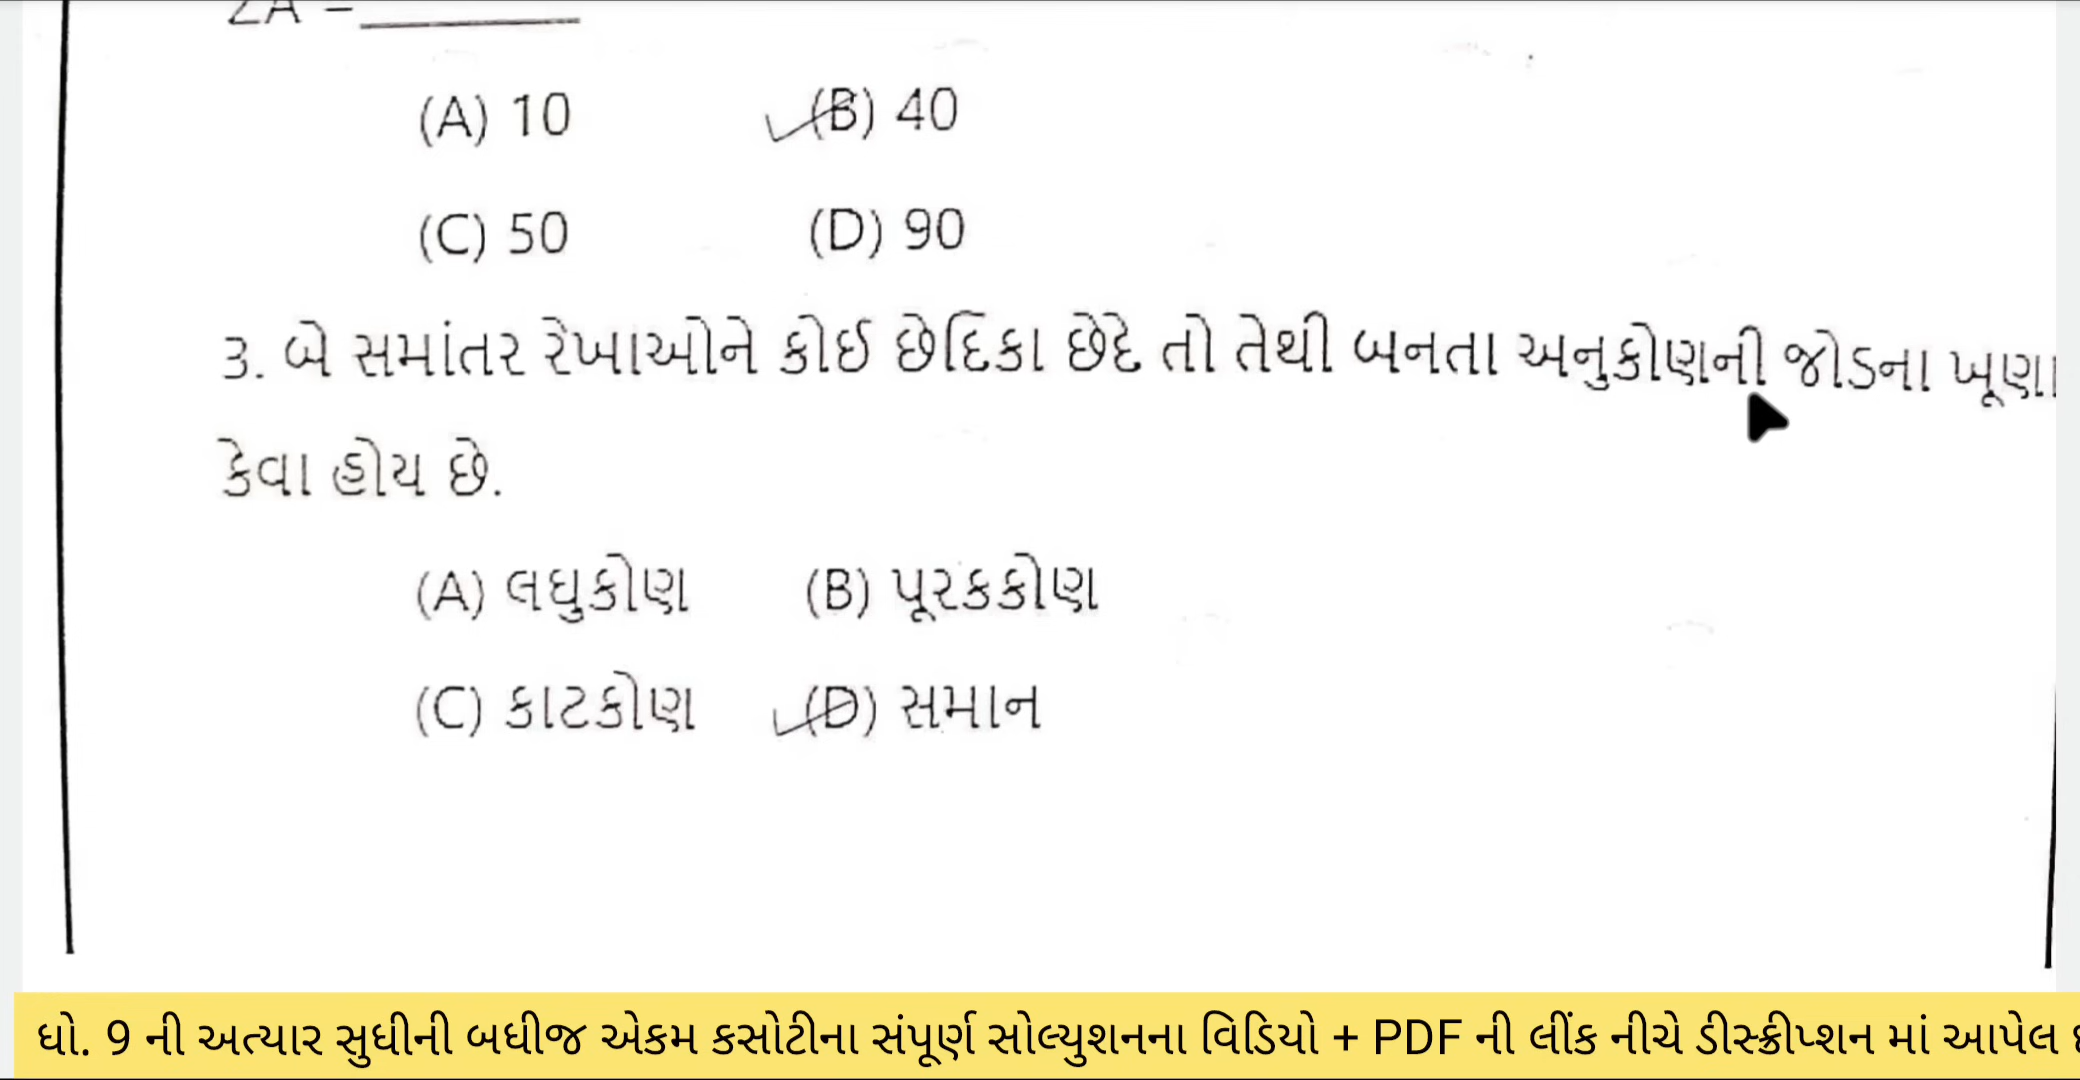 ∠A =
(A) 10 (B) 40
(C) 50 (D) 90
૩. બે સમાંતર રેખાઓને કોઈ છેદિકા છેદે તો તેથી બનતા અનુકોણની જોડના ખૂણા
કેવા હોય છે.
(A) લઘુકોણ (B) પૂરકકોણ
(C) કાટકોણ (D) સમાન
ધો. 9 ની અત્યાર સુધીની બધીજ એકમ કસોટીના સંપૂર્ણ સોલ્યુશનના વિડિયો + PDF ની લીંક નીચે ડીસ્ક્રીપ્શન માં આપેલ